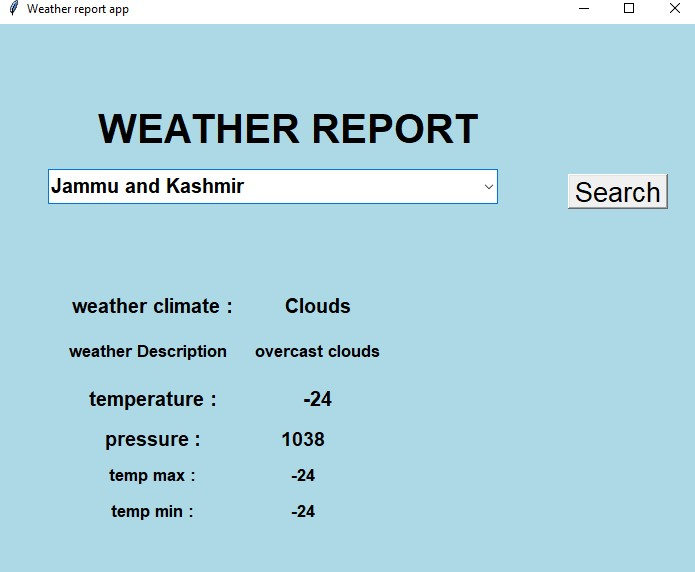 Weather report app
WEATHER REPORT
Jammu and Kashmir
Search
weather climate : Clouds
weather Description overcast clouds
temperature : -24
pressure : 1038
temp max : -24
temp min : -24